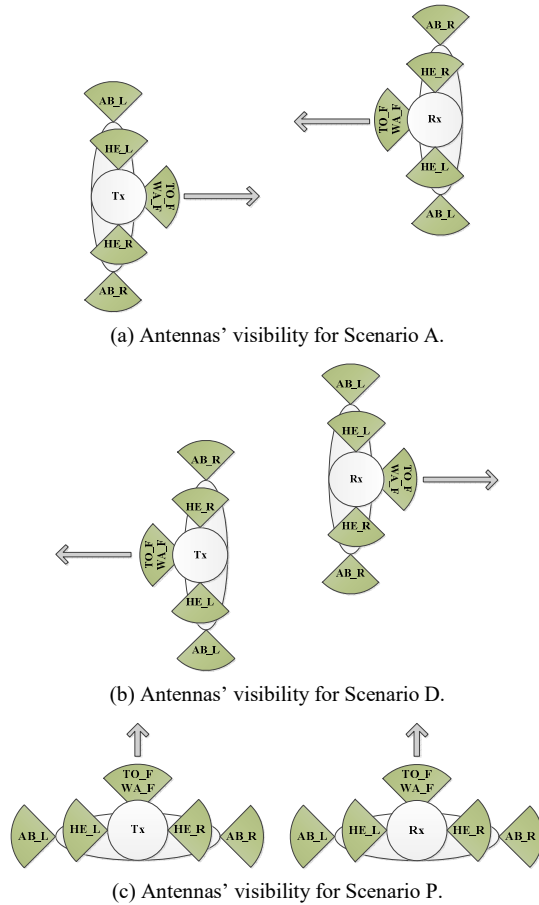 AB_R
HE_R
TO_F
WA_F
Rx
HE_L
AB_L
AB_L
HE_L
Tx
TO_F
WA_F
HE_R
AB_R
(a) Antennas’ visibility for Scenario A.
AB_L
HE_L
Rx
TO_F
WA_F
HE_R
AB_R
AB_R
HE_R
TO_F
WA_F
Tx
HE_L
AB_L
(b) Antennas’ visibility for Scenario D.
TO_F
WA_F
AB_L
HE_L
Tx
HE_R
AB_R
TO_F
WA_F
AB_L
HE_L
Rx
HE_R
AB_R
(c) Antennas’ visibility for Scenario P.